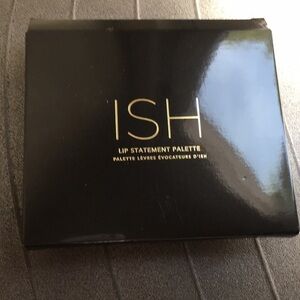 ISH
LIP STATEMENT PALETTE
PALETTE LÈVRES ÉVOCATEURS D'ISH